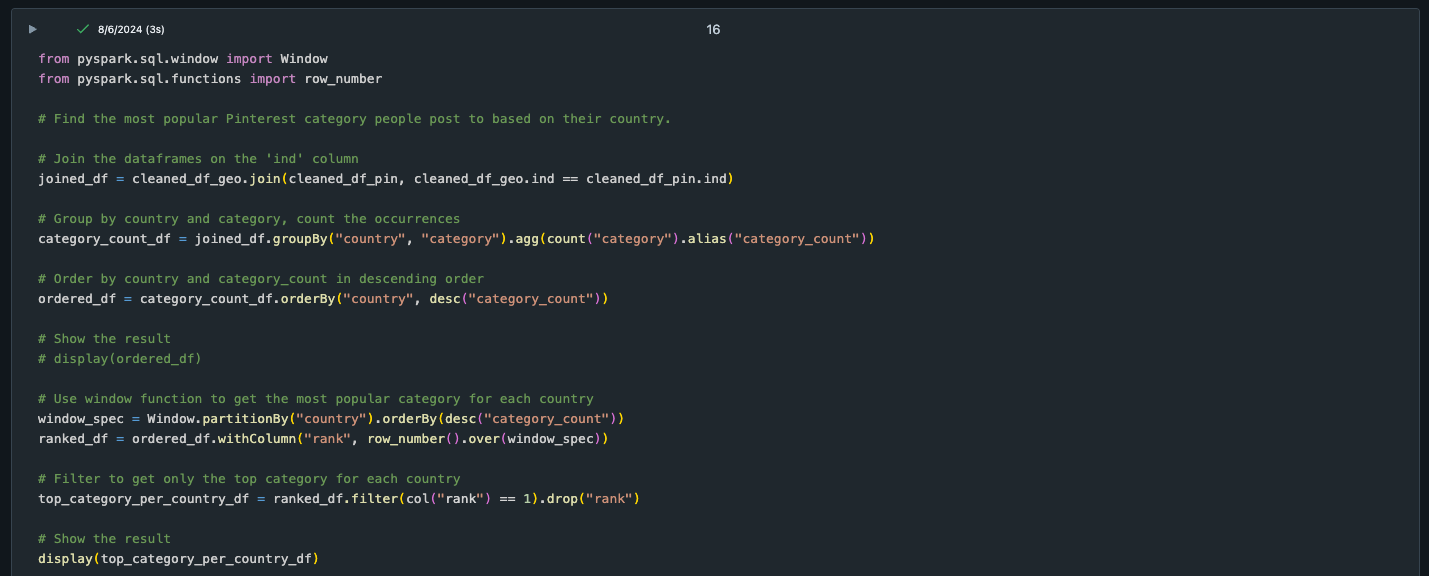 8/6/2024 (3s)
16
from pyspark.sql.window import Window
from pyspark.sql.functions import row_number
# Find the most popular Pinterest category people post to based on their country.
# Join the dataframes on the 'ind' column
joined_df = cleaned_df_geo.join(cleaned_df_pin, cleaned_df_geo.ind == cleaned_df_pin.ind)
# Group by country and category, count the occurrences
category_count_df = joined_df.groupBy("country", "category").agg(count("category").alias("category_count"))
# Order by country and category_count in descending order
ordered_df = category_count_df.orderBy("country", desc("category_count"))
# Show the result
# display(ordered_df)
# Use window function to get the most popular category for each country
window_spec = Window.partitionBy("country").orderBy(desc("category_count"))
ranked_df = ordered_df.withColumn("rank", row_number().over(window_spec))
# Filter to get only the top category for each country
top_category_per_country_df = ranked_df.filter(col("rank") == 1).drop("rank")
# Show the result
display(top_category_per_country_df)